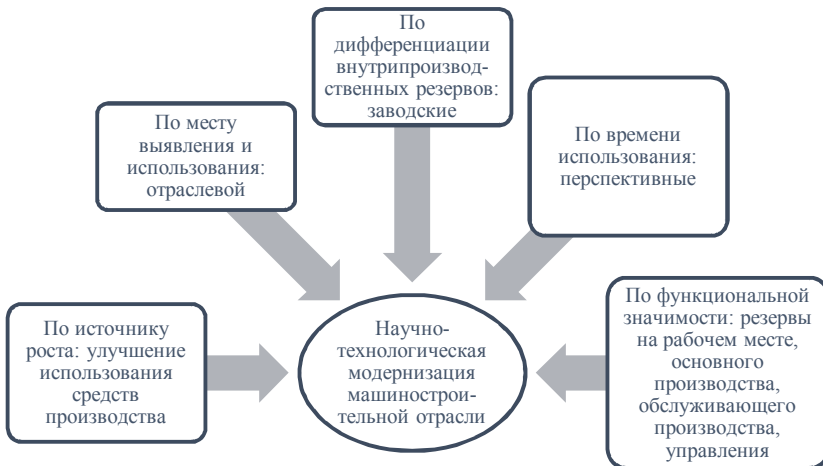 По
дифференциации
внутрипроизвод-
ственных резервов:
заводские
По месту
выявления и
использования:
отраслевой
По времени
использования:
перспективные
По источнику
роста: улучшение
использования
средств
производства
Научно-
технологическая
модернизация
машинострои-
тельной отрасли
По функциональной
значимости: резервы
на рабочем месте,
основного
производства,
обслуживающего
производства,
управления